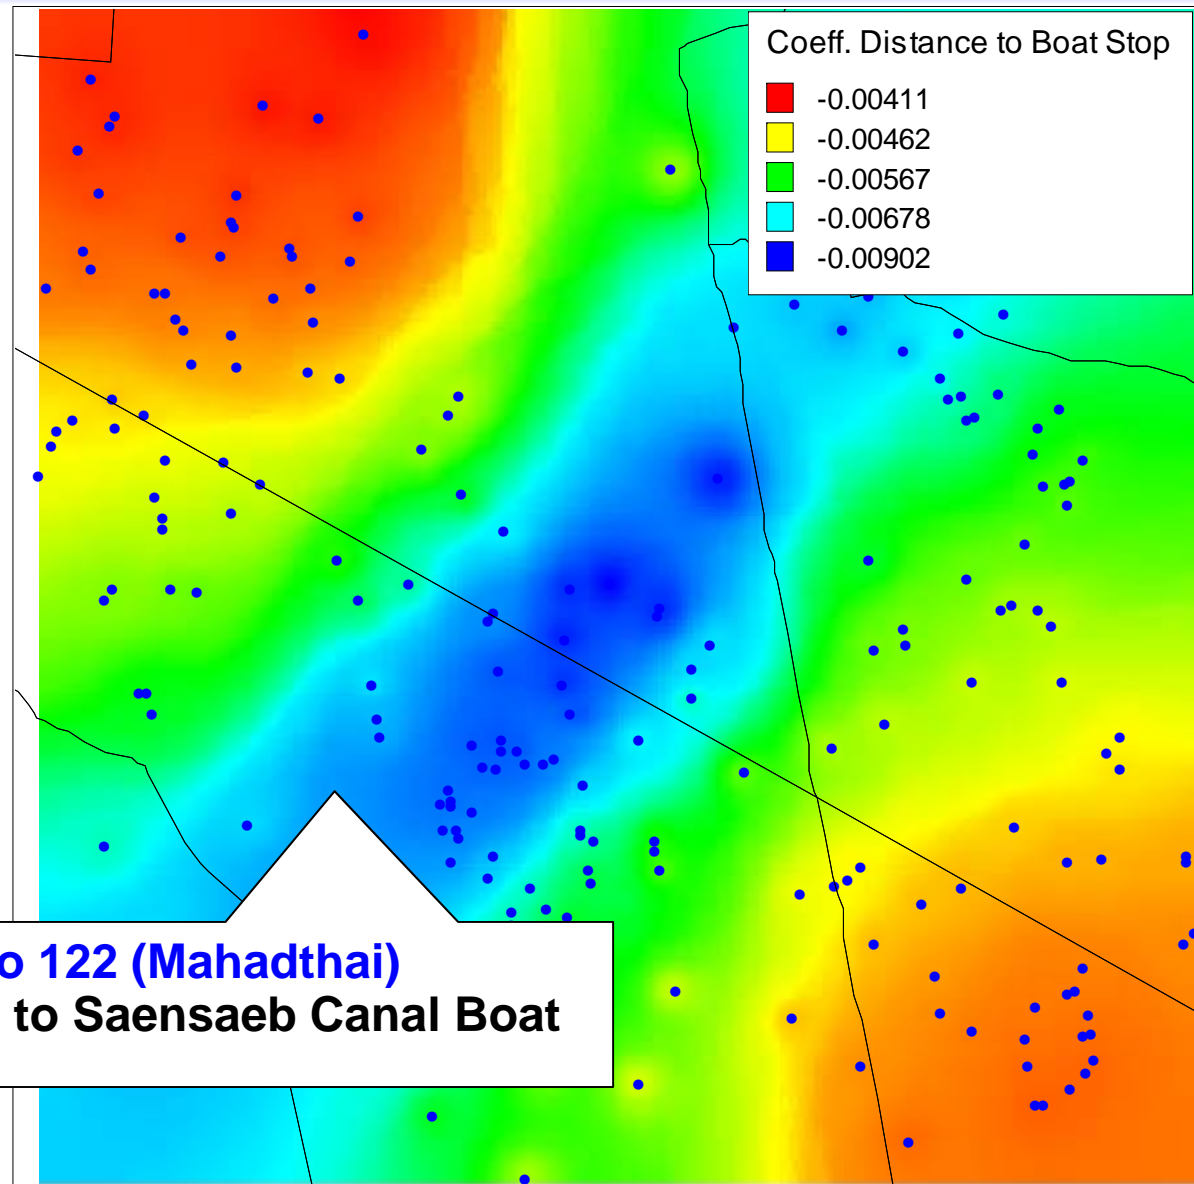 Coeff. Distance to Boat Stop
-0.00411
-0.00462
-0.00567
-0.00678
-0.00902
122 (Mahadthai)
to Saensaeb Canal Boat